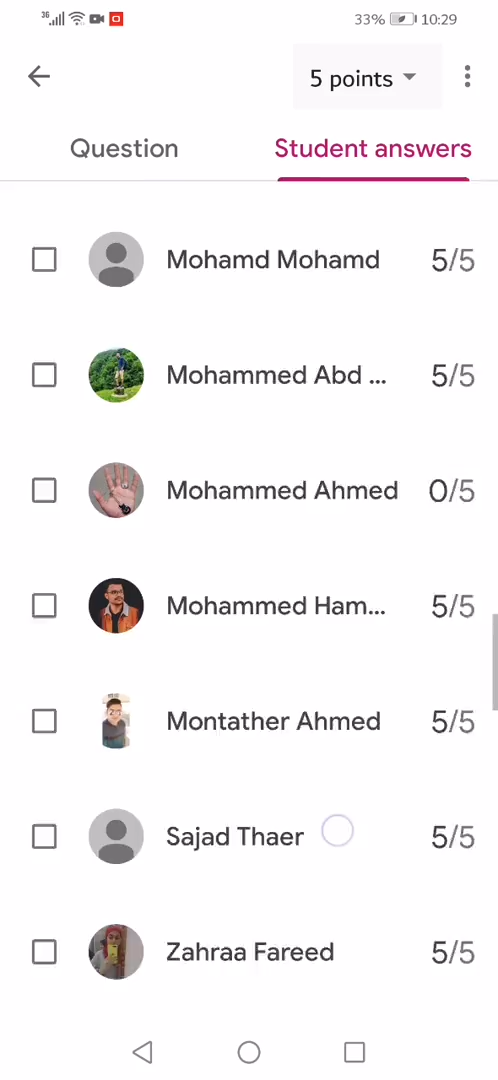 3G 33% 10:29
5 points
Question Student answers
Mohamd Mohamd 5/5
Mohammed Abd ... 5/5
Mohammed Ahmed 0/5
Mohammed Ham... 5/5
Montather Ahmed 5/5
Sajad Thaer 5/5
Zahraa Fareed 5/5